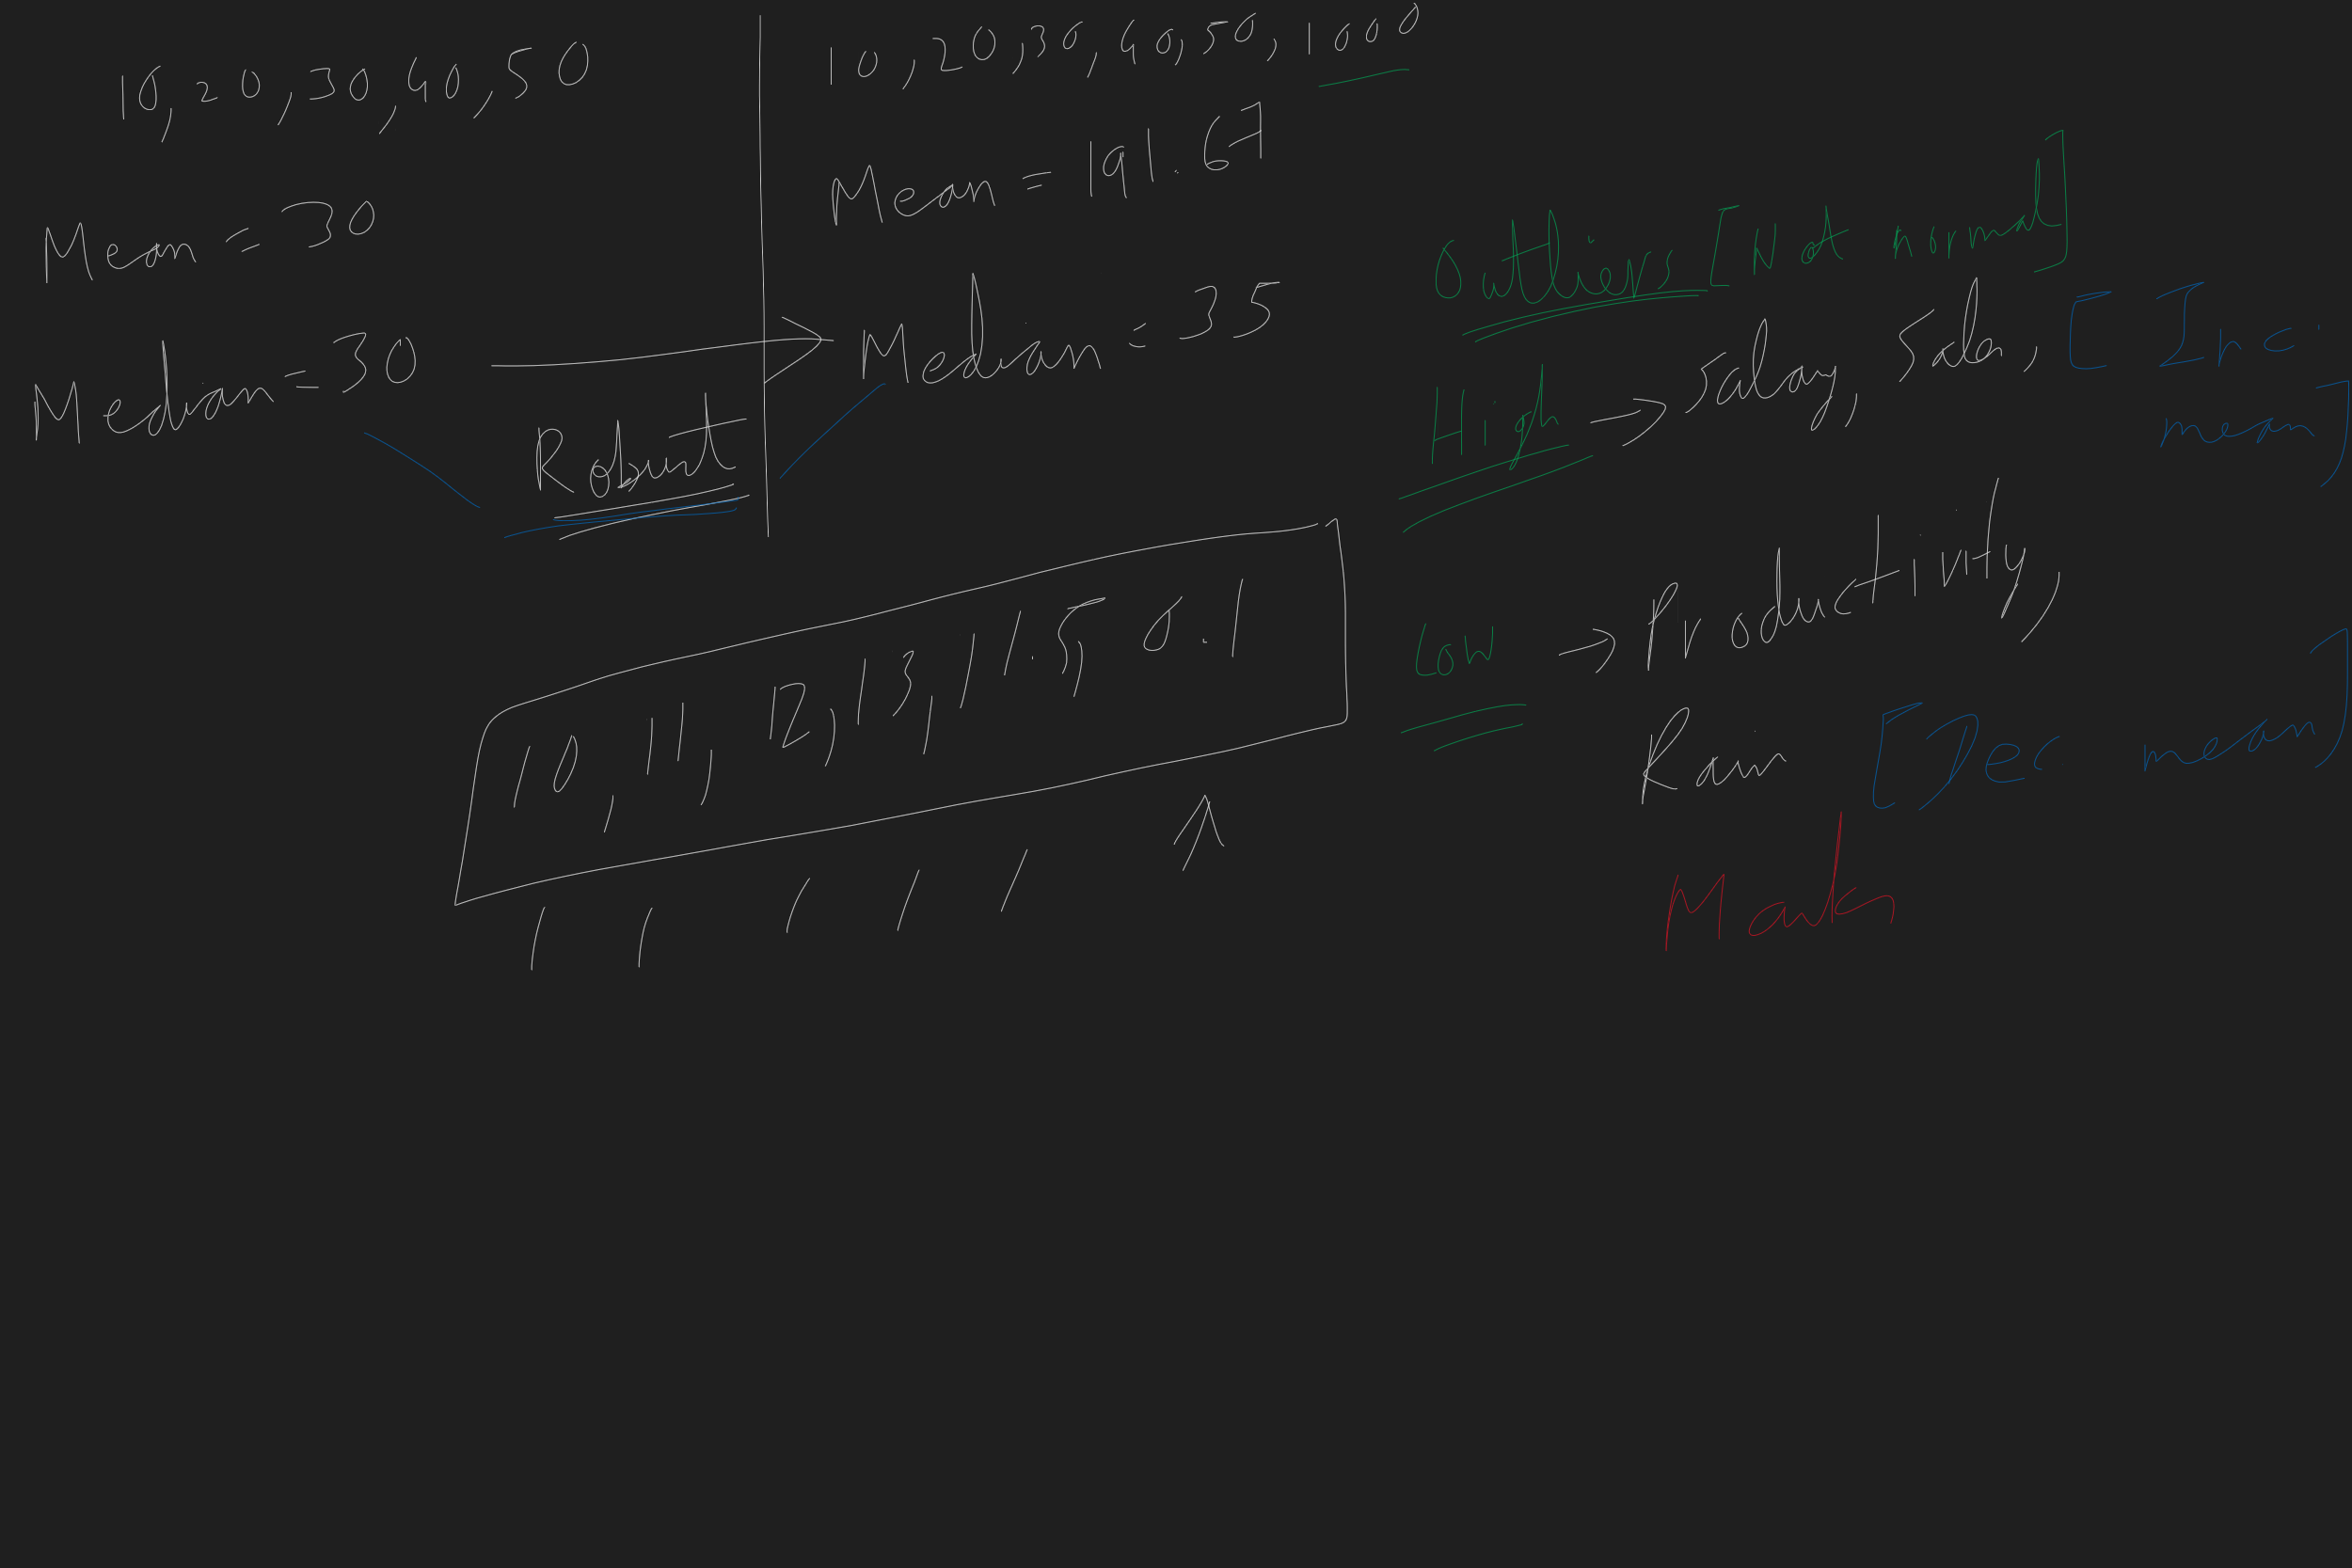 10, 20, 30, 40, 50
Mean = 30
Median = 30
Robust
10, 20, 30, 40, 50, 1000
Mean = 191.67
Median = 35
Outliers [Not normal]
High → Salary, Sales, [Inc. mean]
Low → Productivity,
Rain [Dec. mean]
Marks
10, 11, 12, 13, 11.5, 0.1